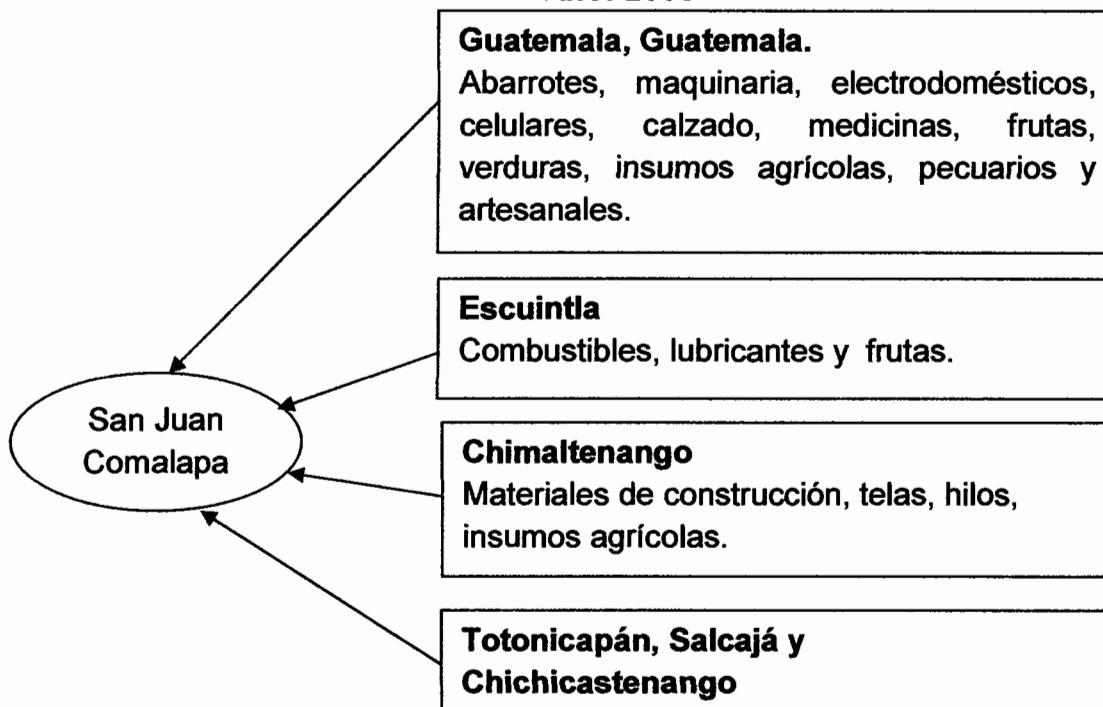 Guatemala, Guatemala.
Abarrotes, maquinaria, electrodomésticos,
celulares, calzado, medicinas, frutas,
verduras, insumos agrícolas, pecuarios y
artesanales.
Escuintla
Combustibles, lubricantes y frutas.
San Juan
Comalapa
Chimaltenango
Materiales de construcción, telas, hilos,
insumos agrícolas.
Totonicapán, Salcajá y
Chichicastenango